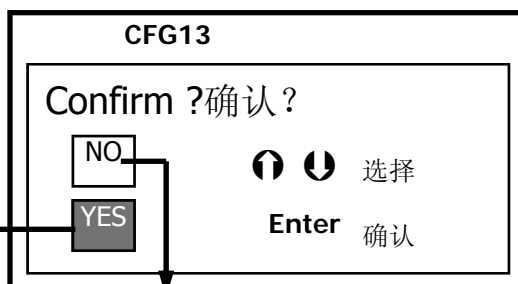 CFG13
Confirm ?确认？
NO
选择
YES
Enter 确认